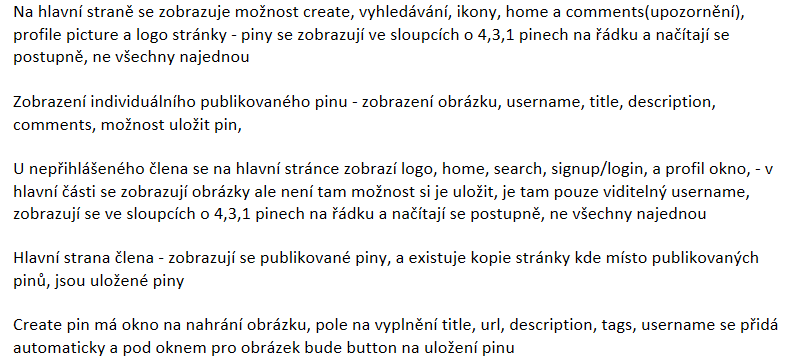 Na hlavní straně se zobrazuje možnost create, vyhledávání, ikony, home a comments(upozornění),
profile picture a logo stránky - piny se zobrazují ve sloupcích o 4,3,1 pinech na řádku a načítají se
postupně, ne všechny najednou
Zobrazení individuálního publikovaného pinu - zobrazení obrázku, username, title, description,
comments, možnost uložit pin,
U nepřihlášeného člena se na hlavní stránce zobrazí logo, home, search, signup/login, a profil okno, - v
hlavní části se zobrazují obrázky ale není tam možnost si je uložit, je tam pouze viditelný username,
zobrazují se ve sloupcích o 4,3,1 pinech na řádku a načítají se postupně, ne všechny najednou
Hlavní strana člena - zobrazují se publikované piny, a existuje kopie stránky kde místo publikovaných
pinů, jsou uložené piny
Create pin má okno na nahrání obrázku, pole na vyplnění title, url, description, tags, username se přidá
automaticky a pod oknem pro obrázek bude button na uložení pinu